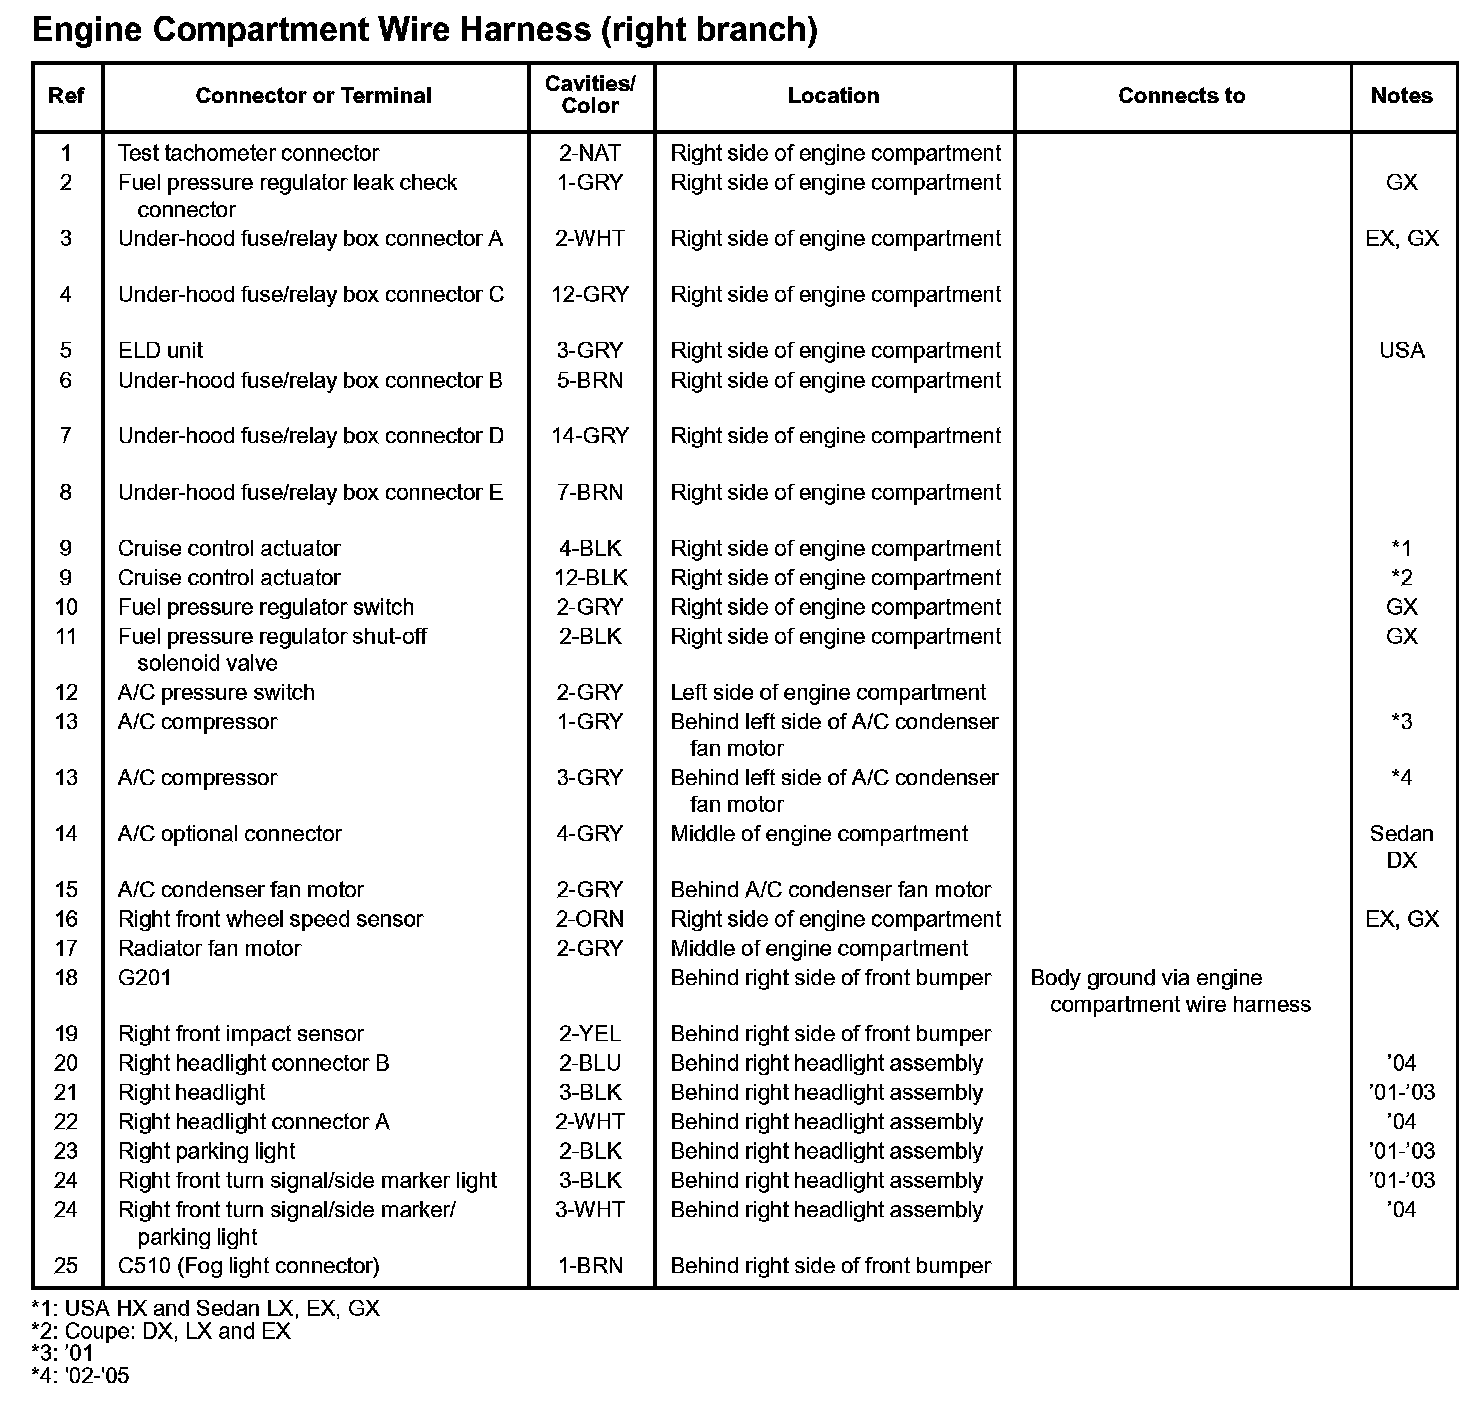 Engine Compartment Wire Harness (right branch)
Ref Connector or Terminal Cavities/ Color Location Connects to Notes
1 Test tachometer connector 2-NAT Right side of engine compartment
2 Fuel pressure regulator leak check 1-GRY Right side of engine compartment GX
connector
3 Under-hood fuse/relay box connector A 2-WHT Right side of engine compartment EX, GX
4 Under-hood fuse/relay box connector C 12-GRY Right side of engine compartment
5 ELD unit 3-GRY Right side of engine compartment USA
6 Under-hood fuse/relay box connector B 5-BRN Right side of engine compartment
7 Under-hood fuse/relay box connector D 14-GRY Right side of engine compartment
8 Under-hood fuse/relay box connector E 7-BRN Right side of engine compartment
9 Cruise control actuator 4-BLK Right side of engine compartment *1
9 Cruise control actuator 12-BLK Right side of engine compartment *2
10 Fuel pressure regulator switch 2-GRY Right side of engine compartment GX
11 Fuel pressure regulator shut-off 2-BLK Right side of engine compartment GX
solenoid valve
12 A/C pressure switch 2-GRY Left side of engine compartment
13 A/C compressor 1-GRY Behind left side of A/C condenser *3
fan motor
13 A/C compressor 3-GRY Behind left side of A/C condenser *4
fan motor
14 A/C optional connector 4-GRY Middle of engine compartment Sedan
DX
15 A/C condenser fan motor 2-GRY Behind A/C condenser fan motor
16 Right front wheel speed sensor 2-ORN Right side of engine compartment EX, GX
17 Radiator fan motor 2-GRY Middle of engine compartment
18 G201 Behind right side of front bumper Body ground via engine
compartment wire harness
19 Right front impact sensor 2-YEL Behind right side of front bumper
20 Right headlight connector B 2-BLU Behind right headlight assembly ’04
21 Right headlight 3-BLK Behind right headlight assembly ’01-’03
22 Right headlight connector A 2-WHT Behind right headlight assembly ’04
23 Right parking light 2-BLK Behind right headlight assembly ’01-’03
24 Right front turn signal/side marker light 3-BLK Behind right headlight assembly ’01-’03
24 Right front turn signal/side marker/ 3-WHT Behind right headlight assembly ’04
parking light
25 C510 (Fog light connector) 1-BRN Behind right side of front bumper
*1: USA HX and Sedan LX, EX, GX
*2: Coupe: DX, LX and EX
*3: ’01
*4: '02-'05